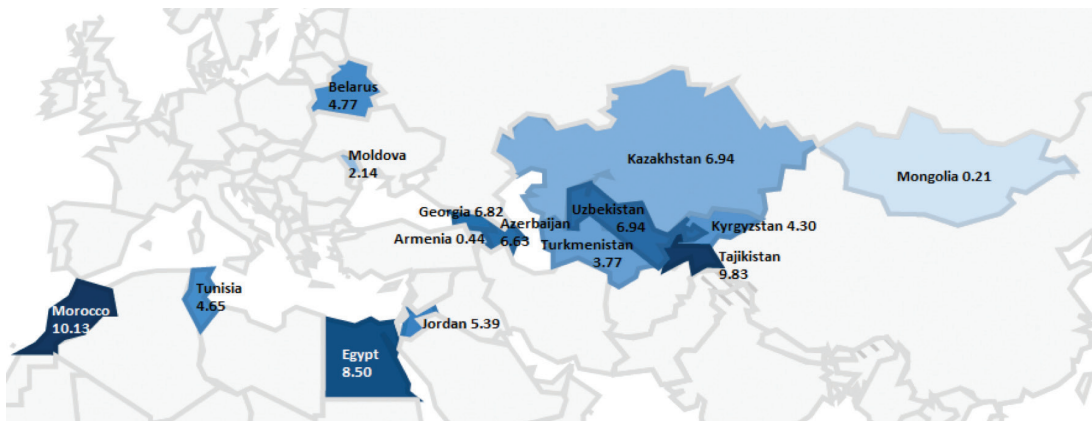 Belarus
4.77
Moldova
2.14
Kazakhstan 6.94
Mongolia 0.21
Georgia 6.82
Azerbaijan
6.63
Armenia 0.44
Uzbekistan
6.94
Kyrgyzstan 4.30
Turkmenistan
3.77
Tajikistan
9.83
Tunisia
4.65
Morocco
10.13
Jordan 5.39
Egypt
8.50